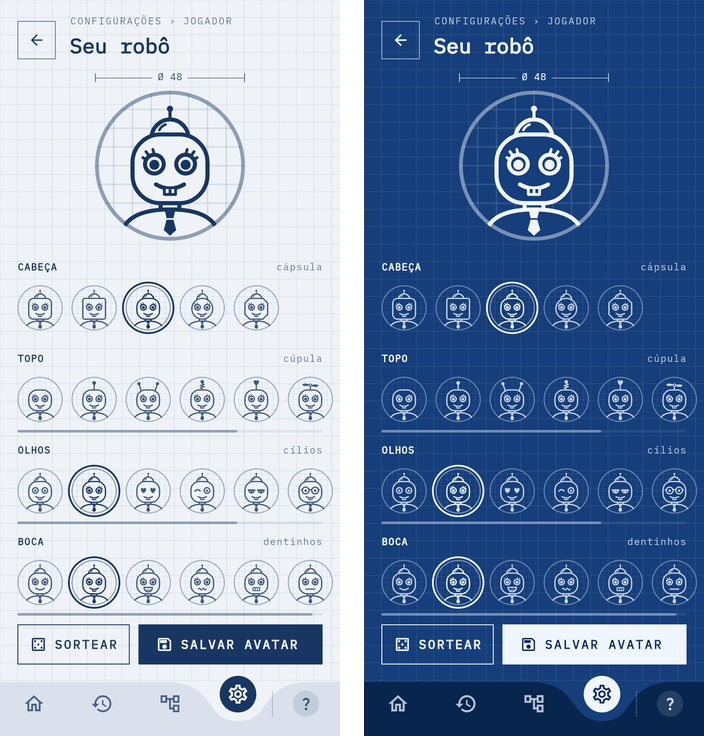 CONFIGURAÇÕES › JOGADOR
Seu robô
Ø 48
CABEÇA cápsula
TOPO cúpula
OLHOS cílios
BOCA dentinhos
SORTEAR SALVAR AVATAR
?
CONFIGURAÇÕES › JOGADOR
Seu robô
Ø 48
CABEÇA cápsula
TOPO cúpula
OLHOS cílios
BOCA dentinhos
SORTEAR SALVAR AVATAR
?